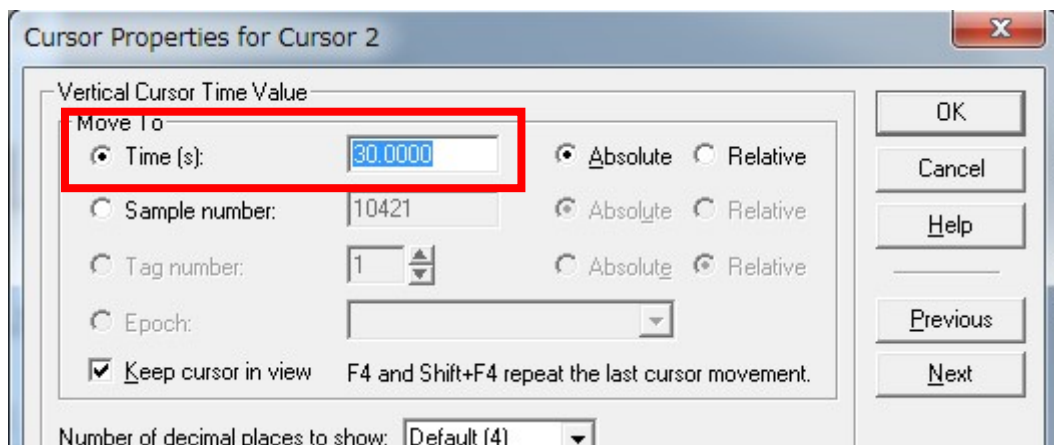 Cursor Properties for Cursor 2
Vertical Cursor Time Value
Move To
Time (s): 30.0000 Absolute Relative
Sample number: 10421 Absolute Relative
Tag number: 1 Absolute Relative
Epoch:
Keep cursor in view F4 and Shift+F4 repeat the last cursor movement.
Number of decimal places to show: Default (4)
OK
Cancel
Help
Previous
Next